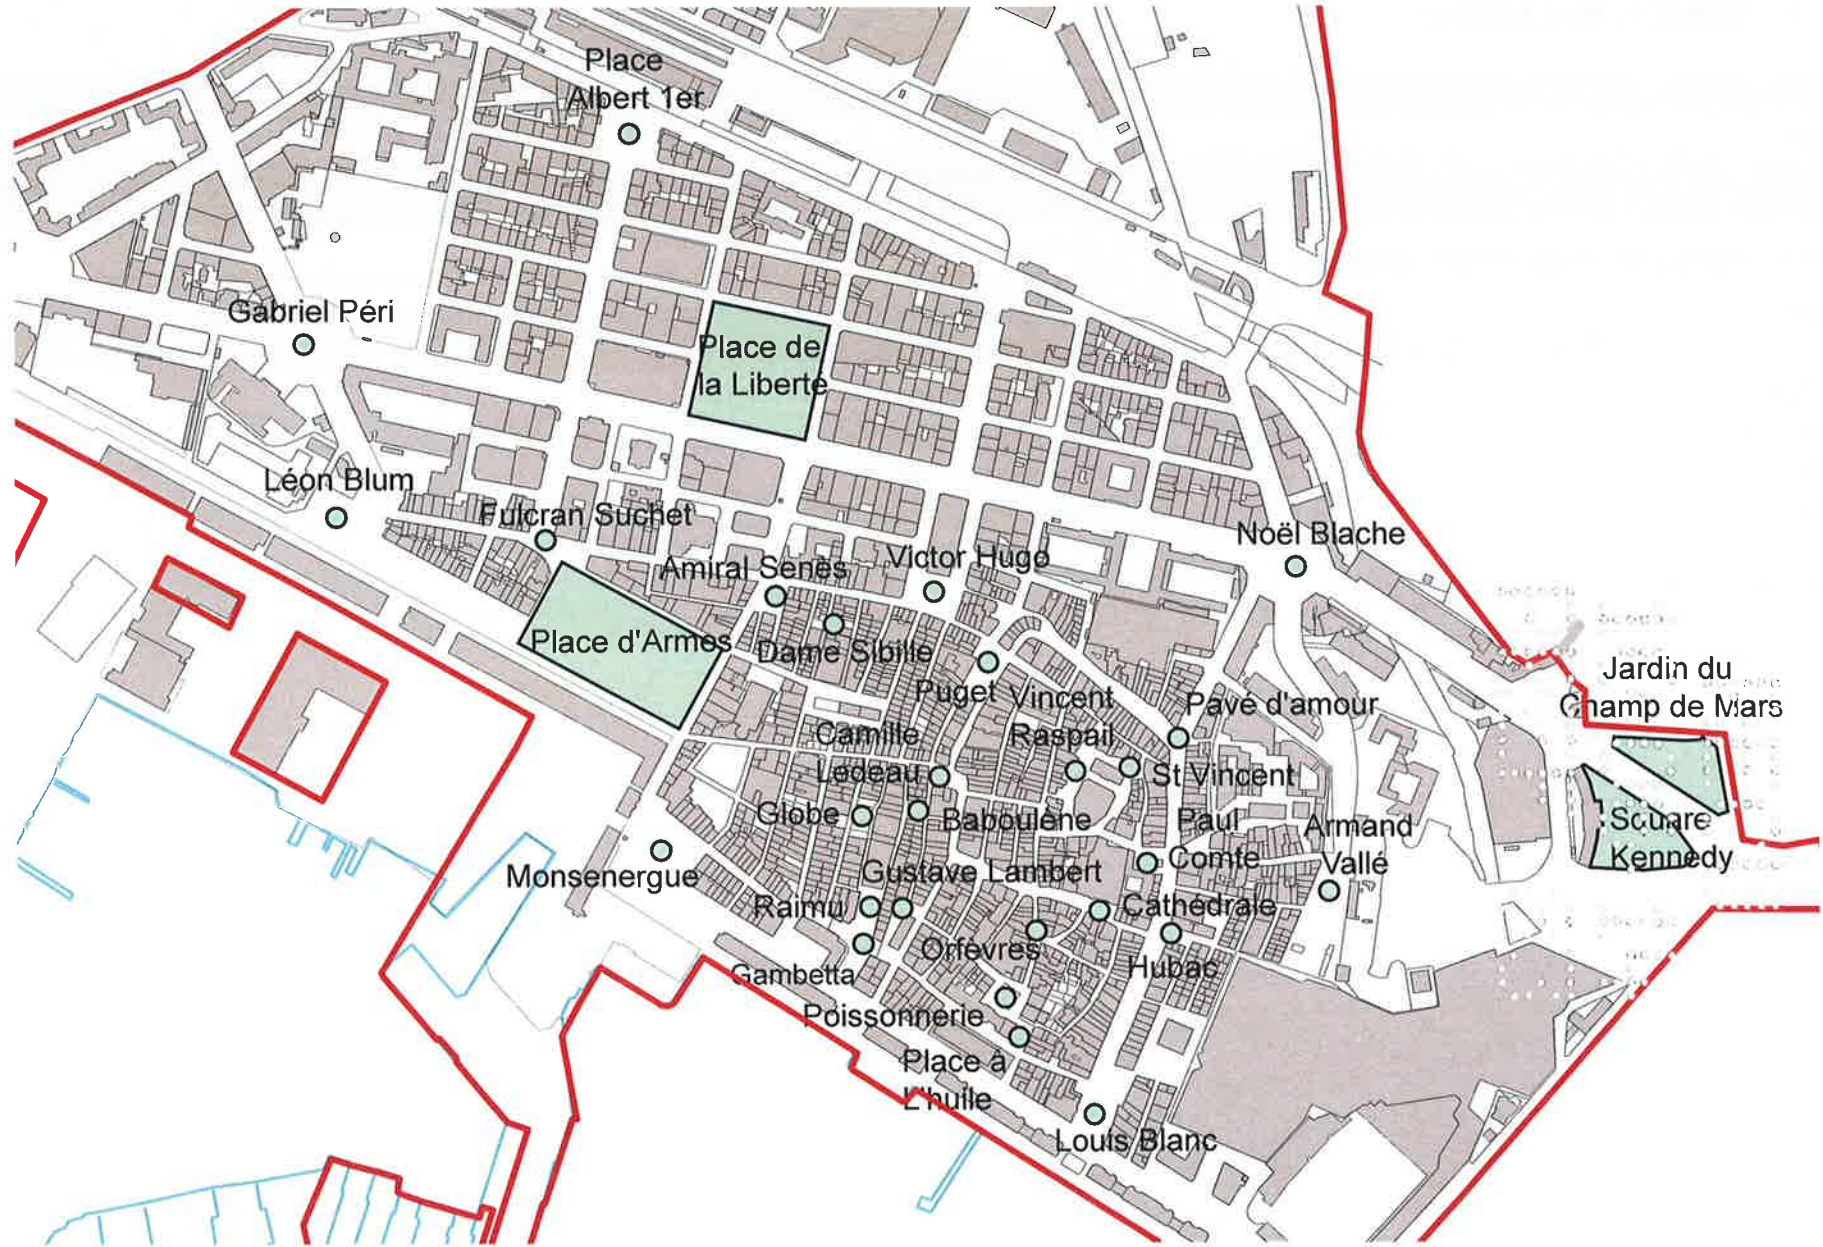 Place
Albert 1er
Gabriel Péri
Place de
la Liberté
Léon Blum
Fulcran Suchet
Noël Blache
Amiral Senès
Victor Hugo
Place d'Armes
Dame Sibille
Jardin du
Champ de Mars
Puget
Vincent
Raspail
Pavé d'amour
Camille
Ledeau
St Vincent
Globe
Baboulène
Paul
Comte
Armand
Vallé
Square
Kennedy
Monsenergue
Gustave Lambert
Raimu
Cathédrale
Orfèvres
Hubac
Gambetta
Poissonnerie
Place à
L'huile
Louis Blanc